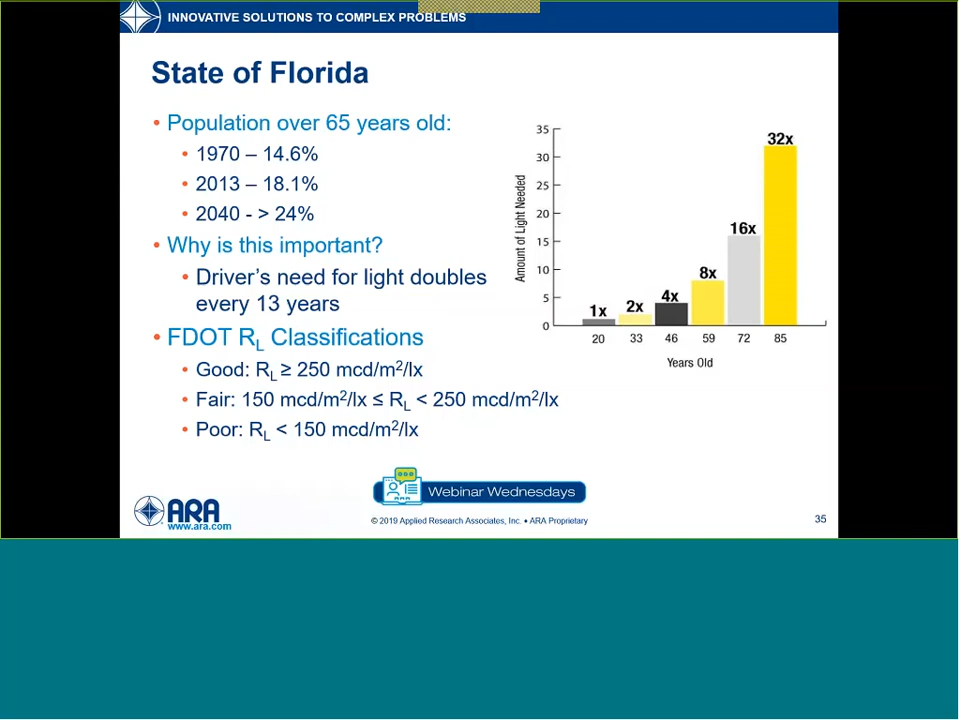 INNOVATIVE SOLUTIONS TO COMPLEX PROBLEMS
State of Florida
• Population over 65 years old:
• 1970 – 14.6%
• 2013 – 18.1%
• 2040 - > 24%
• Why is this important?
• Driver's need for light doubles
every 13 years
• FDOT RL Classifications
• Good: RL ≥ 250 mcd/m²/lx
• Fair: 150 mcd/m²/lx ≤ RL < 250 mcd/m²/lx
• Poor: RL < 150 mcd/m²/lx
Amount of Light Needed
35
30
25
20
15
10
5
0
1x
2x
4x
8x
16x
32x
20 33 46 59 72 85
Years Old
Webinar Wednesdays
ARA
www.ara.com
© 2019 Applied Research Associates, Inc. • ARA Proprietary
35